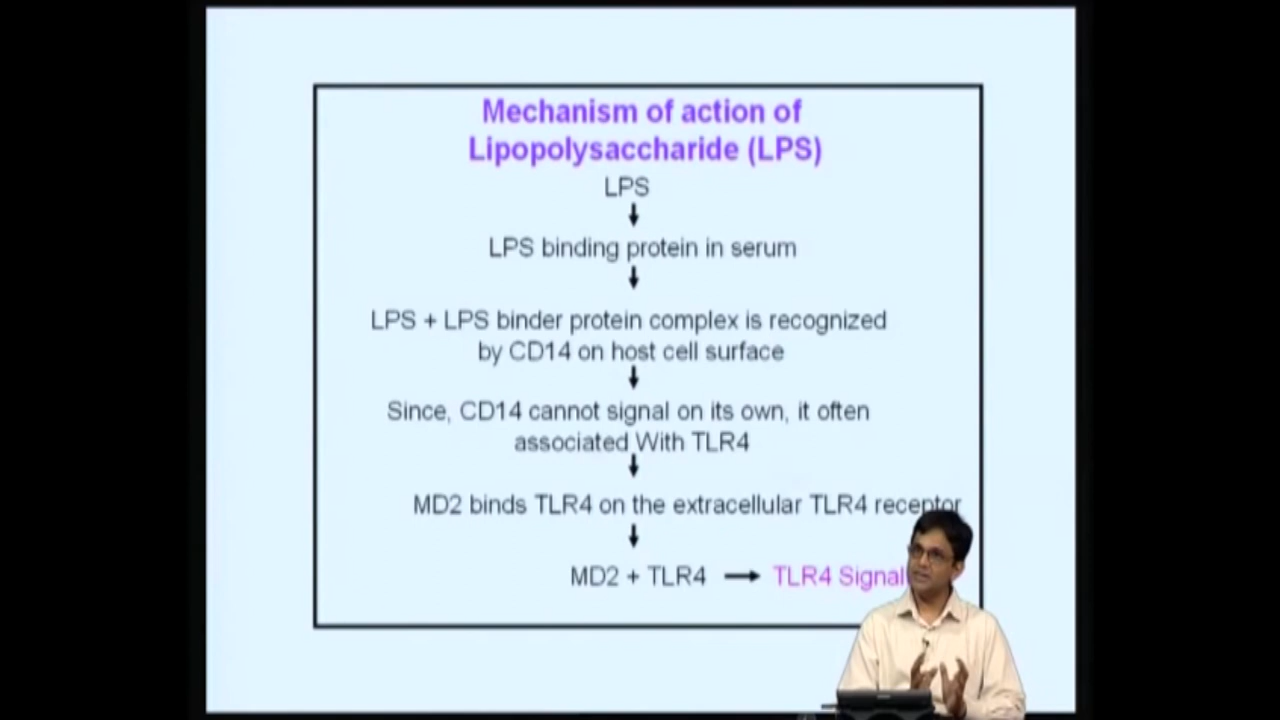 Mechanism of action of
Lipopolysaccharide (LPS)
LPS
LPS binding protein in serum
LPS + LPS binder protein complex is recognized
by CD14 on host cell surface
Since, CD14 cannot signal on its own, it often
associated With TLR4
MD2 binds TLR4 on the extracellular TLR4 receptor
MD2 + TLR4 → TLR4 Signal